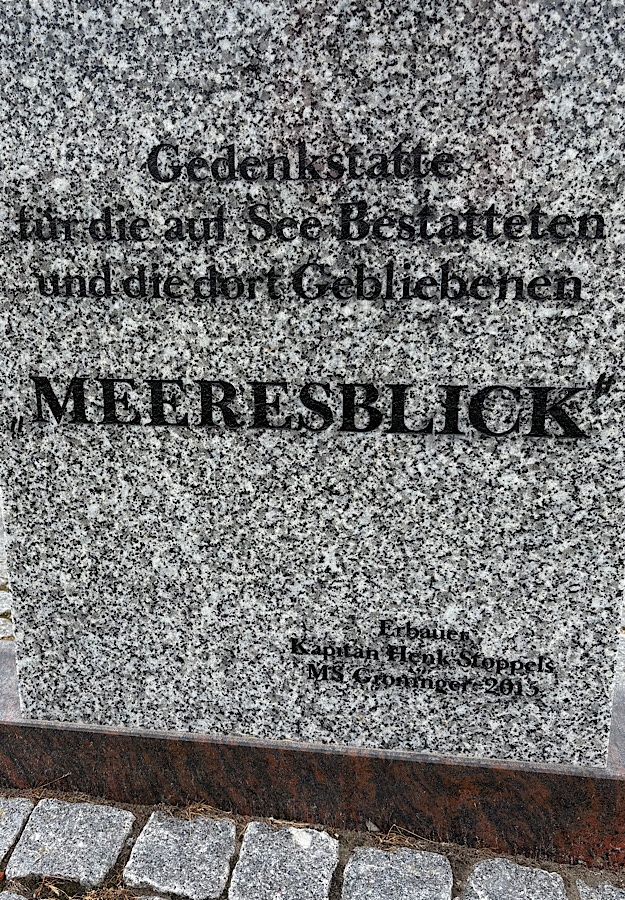 Gedenkstätte
für die auf See Bestatteten
und die dort Gebliebenen
„MEERESBLICK"
Erbauer
Kapitän Henk Stoppels
MS Groninger 2015